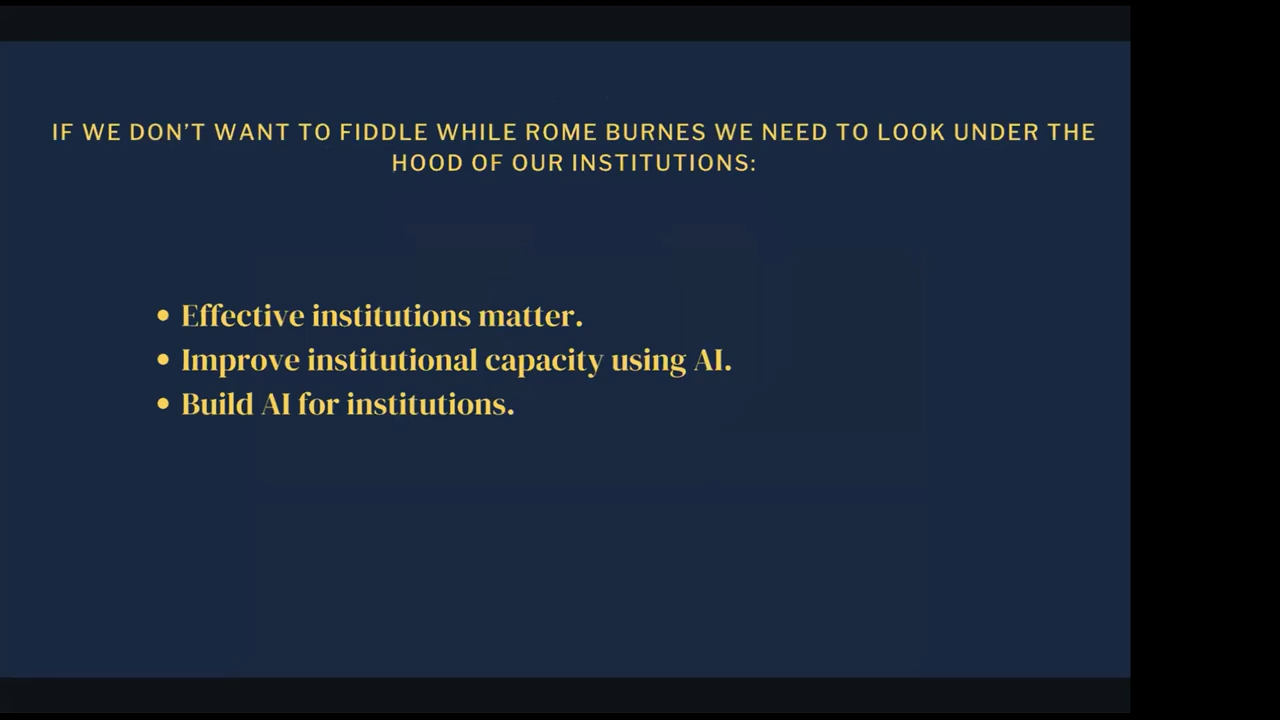 IF WE DON'T WANT TO FIDDLE WHILE ROME BURNES WE NEED TO LOOK UNDER THE
HOOD OF OUR INSTITUTIONS:
• Effective institutions matter.
• Improve institutional capacity using AI.
• Build AI for institutions.